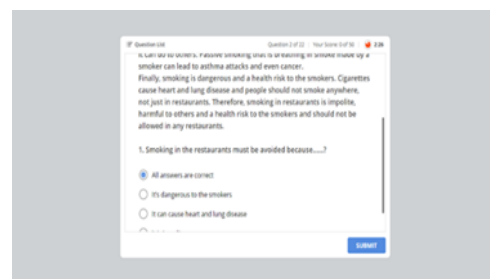 Question List Question 2 of 22 Your Score 3 of 16 2:26
it can do to others. Passive smoking that is breathing in smoke made by a
smoker can lead to asthma attacks and even cancer.
Finally, smoking is dangerous and a health risk to the smokers. Cigarettes
cause heart and lung disease and people should not smoke anywhere,
not just in restaurants. Therefore, smoking in restaurants is impolite,
harmful to others and a health risk to the smokers and should not be
allowed in any restaurants.
1. Smoking in the restaurants must be avoided because.....?
All answers are correct
It's dangerous to the smokers
It can cause heart and lung disease
SUBMIT